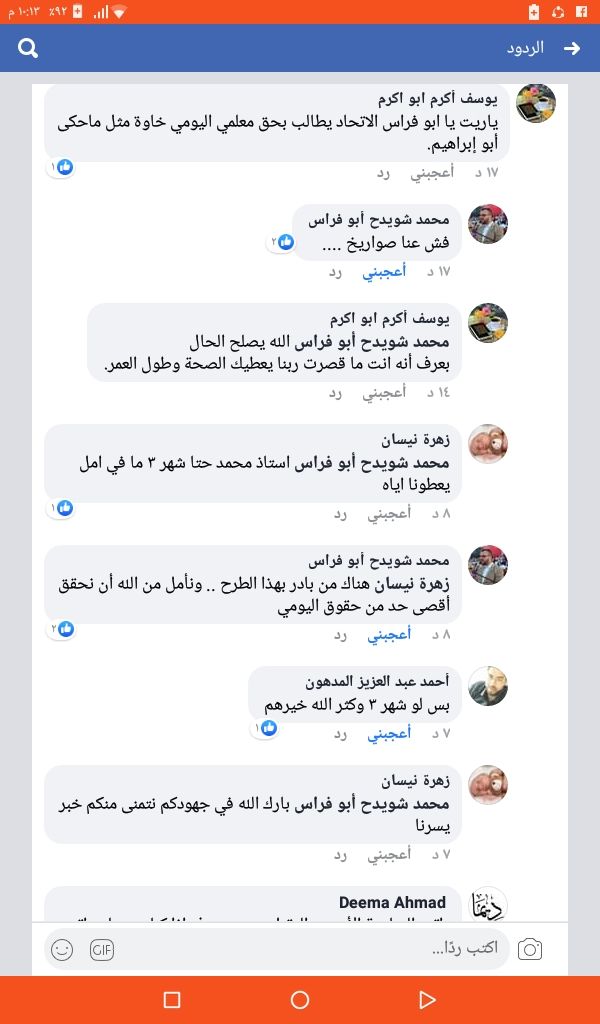 ١٠:١٣ م
٪٩٢
الردود
يوسف أكرم ابو اكرم
ياريت يا ابو فراس الاتحاد يطالب بحق معلمي اليومي خاوة مثل ماحكى
أبو إبراهيم.
١٧ د أعجبني رد
١
محمد شويدح أبو فراس
فش عنا صواريخ ....
٢
١٧ د أعجبني رد
يوسف أكرم ابو اكرم
محمد شويدح أبو فراس الله يصلح الحال
بعرف أنه انت ما قصرت ربنا يعطيك الصحة وطول العمر.
١٤ د أعجبني رد
زهرة نيسان
محمد شويدح أبو فراس استاذ محمد حتا شهر ٣ ما في امل
يعطونا اياه
١
٨ د أعجبني رد
محمد شويدح أبو فراس
زهرة نيسان هناك من بادر بهذا الطرح .. ونأمل من الله أن نحقق
أقصى حد من حقوق اليومي
٢
٨ د أعجبني رد
أحمد عبد العزيز المدهون
بس لو شهر ٣ وكثر الله خيرهم
١
٧ د أعجبني رد
زهرة نيسان
محمد شويدح أبو فراس بارك الله في جهودكم نتمنى منكم خبر
يسرنا
٧ د أعجبني رد
Deema Ahmad
ديما
اكتب ردًا...
GIF